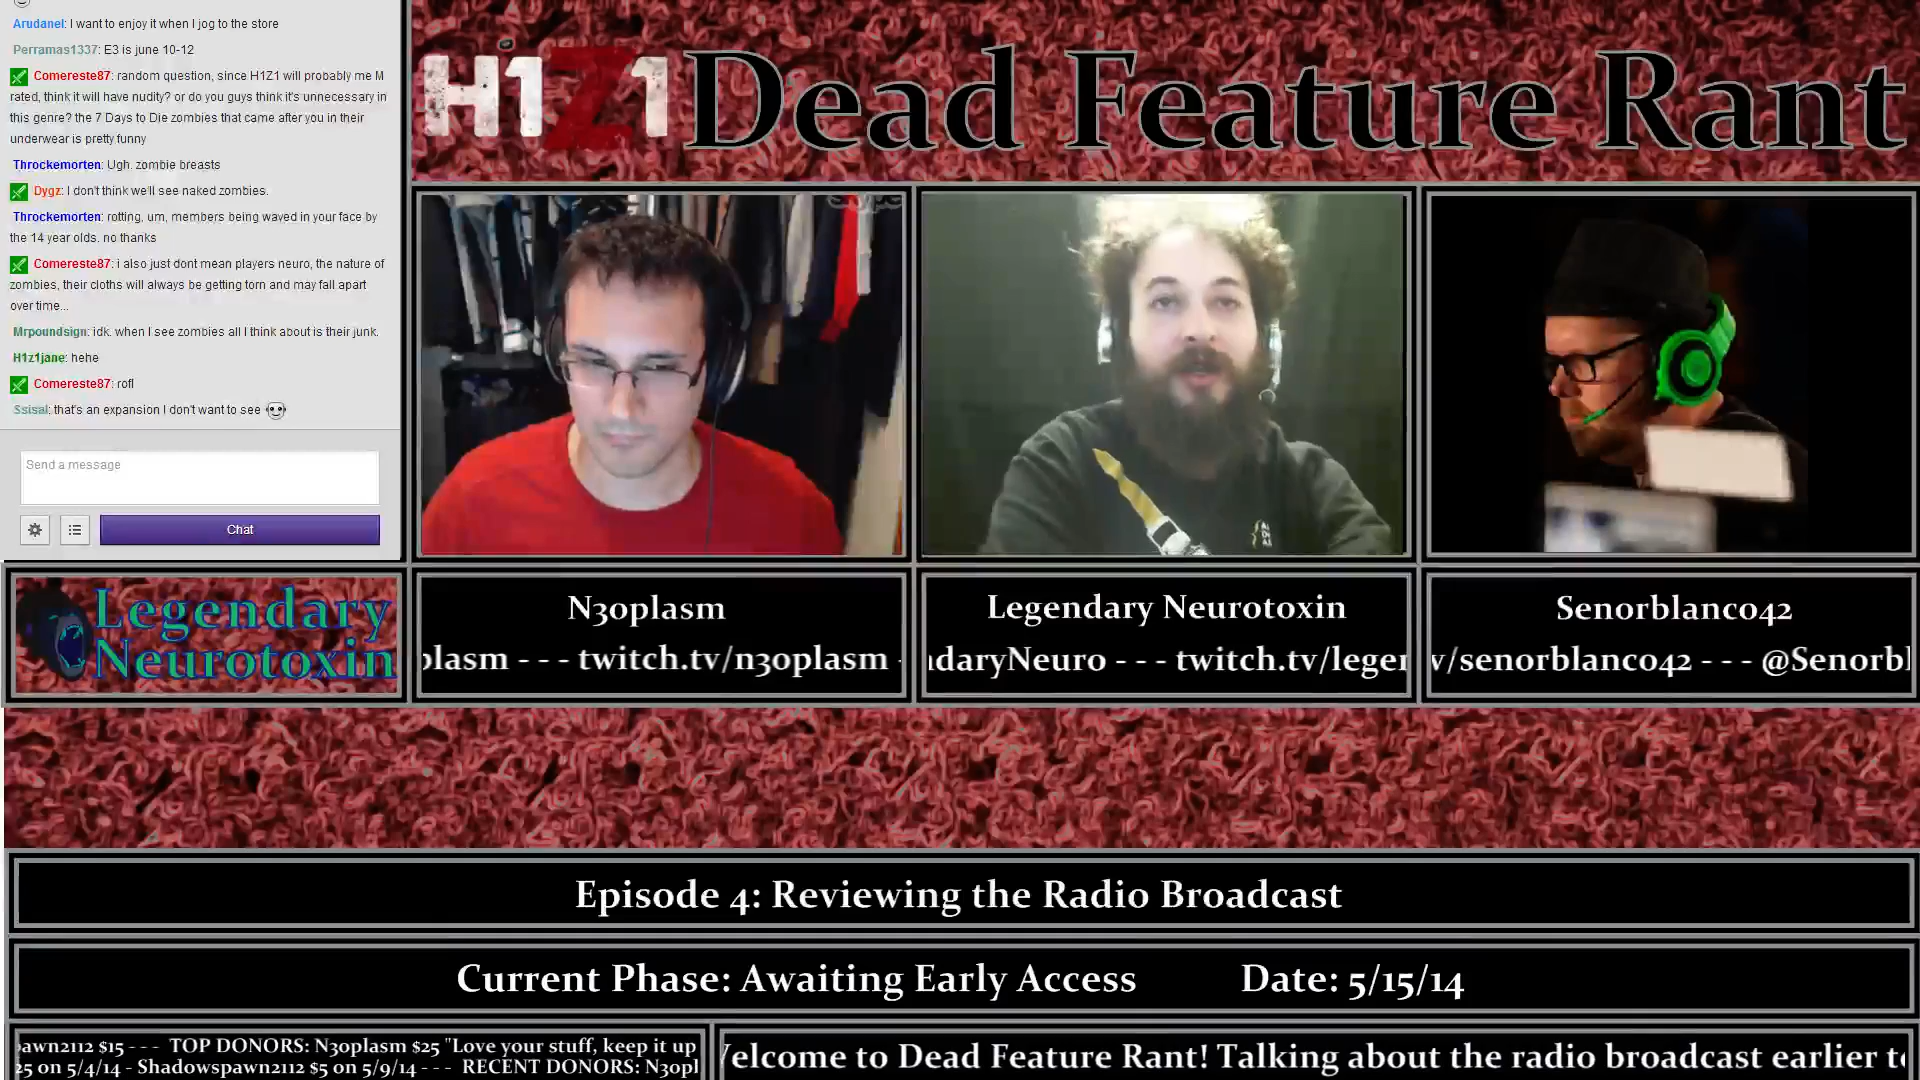 Arudanel: I want to enjoy it when I jog to the store
Perramas1337: E3 is june 10-12
Comereste87: random question, since H1Z1 will probably me M
rated, think it will have nudity? or do you guys think it's unnecessary in
this genre? the 7 Days to Die zombies that came after you in their
underwear is pretty funny
Throckemorten: Ugh. zombie breasts
Dygz: I don't think we'll see naked zombies.
Throckemorten: rotting, um, members being waved in your face by
the 14 year olds. no thanks
Comereste87: i also just dont mean players neuro, the nature of
zombies, their cloths will always be getting torn and may fall apart
over time...
Mrpoundsign: idk. when I see zombies all I think about is their junk.
H1z1jane: hehe
Comereste87: rofl
Ssisal: that's an expansion I don't want to see
Send a message
Chat
H1Z1 Dead Feature Rant
skype
Legendary
Neurotoxin
N3oplasm
plasm - - - twitch.tv/n3oplasm -
Legendary Neurotoxin
ndaryNeuro - - - twitch.tv/leger
Senorblanco42
v/senorblanco42 - - - @Senorbl
Episode 4: Reviewing the Radio Broadcast
Current Phase: Awaiting Early Access Date: 5/15/14
pawn2112 $15 - - - TOP DONORS: N3oplasm $25 "Love your stuff, keep it up
25 on 5/4/14 - Shadowspawn2112 $5 on 5/9/14 - - - RECENT DONORS: N3opl
Welcome to Dead Feature Rant! Talking about the radio broadcast earlier to